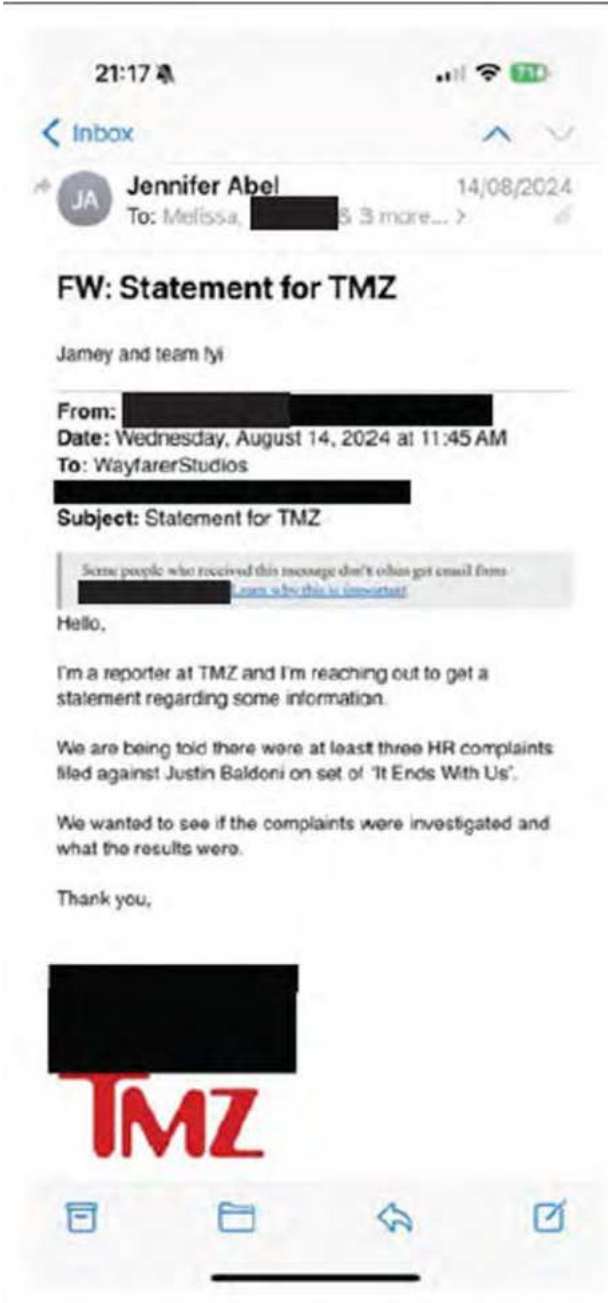 21:17
Inbox
JA
Jennifer Abel
14/08/2024
To: Melissa, & 3 more... >
FW: Statement for TMZ
Jamey and team fyi
From:
Date: Wednesday, August 14, 2024 at 11:45 AM
To: WayfarerStudios
Subject: Statement for TMZ
Some people who received this message don't often get email from
Learn why this is important
Hello,
I'm a reporter at TMZ and I'm reaching out to get a
statement regarding some information.
We are being told there were at least three HR complaints
filed against Justin Baldoni on set of 'It Ends With Us'.
We wanted to see if the complaints were investigated and
what the results were.
Thank you,
TMZ